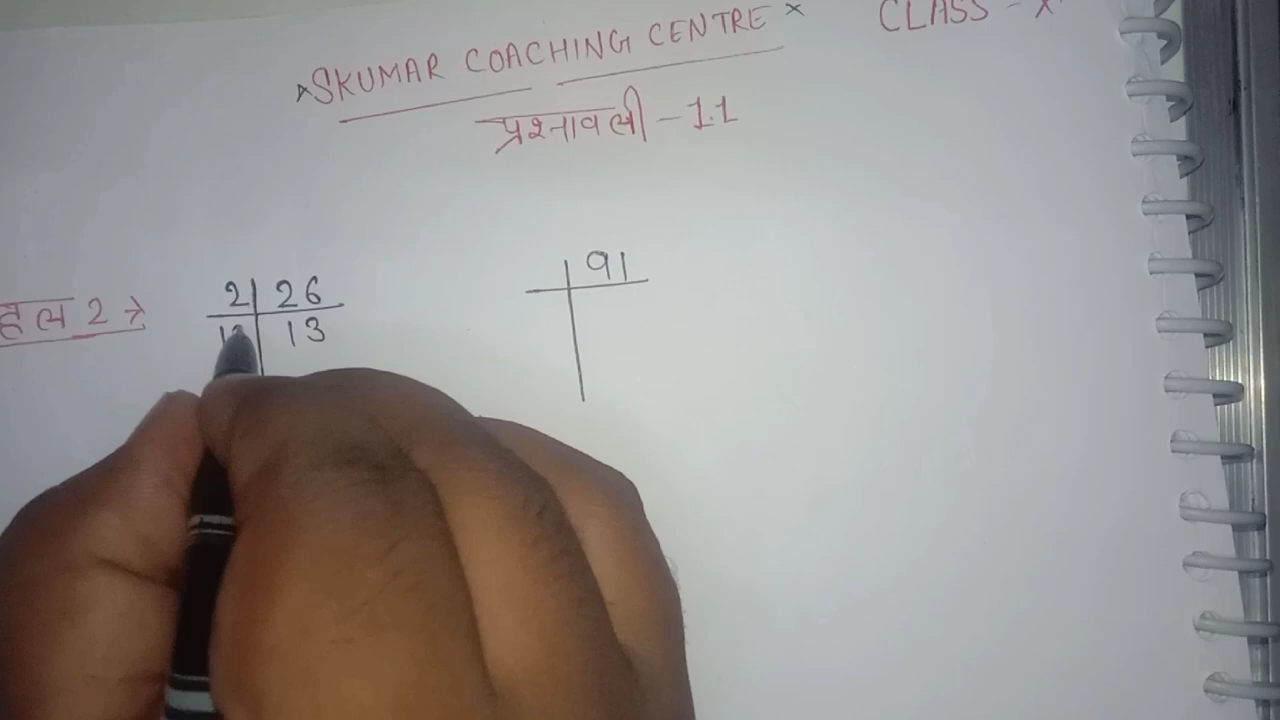 SKUMAR COACHING CENTRE × CLASS - X
प्रश्नावली - 1.1
हल 2 → 2 26 91
13